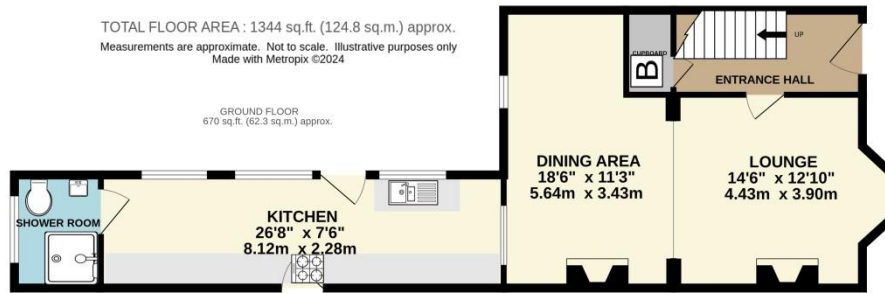 TOTAL FLOOR AREA : 1344 sq.ft. (124.8 sq.m.) approx.
Measurements are approximate. Not to scale. Illustrative purposes only
Made with Metropix ©2024
GROUND FLOOR
670 sq.ft. (62.3 sq.m.) approx.
CUPBOARD
B
UP
ENTRANCE HALL
DINING AREA
18'6" x 11'3"
5.64m x 3.43m
LOUNGE
14'6" x 12'10"
4.43m x 3.90m
SHOWER ROOM
KITCHEN
26'8" x 7'6"
8.12m x 2.28m